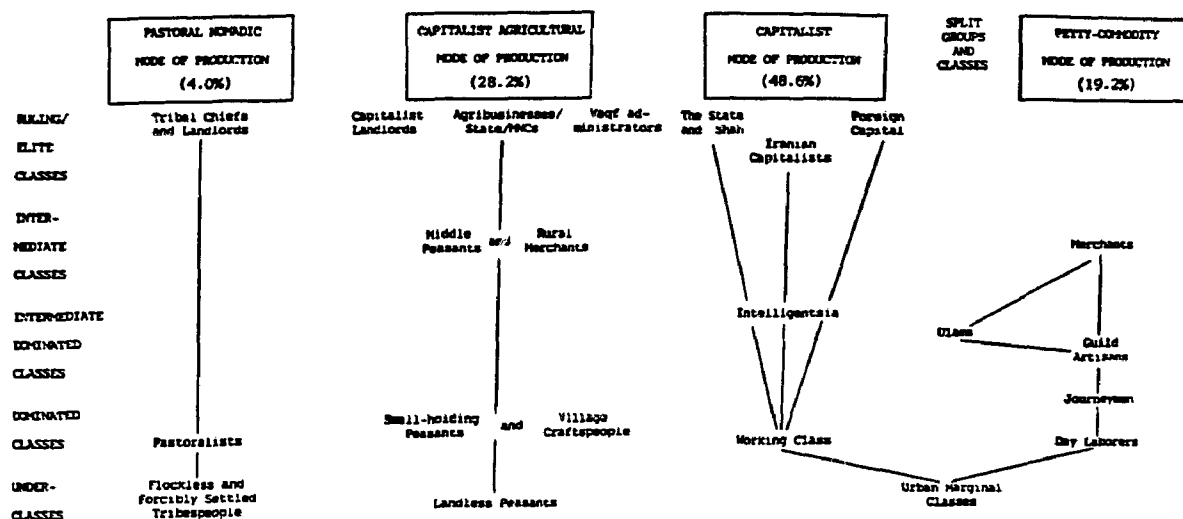 PASTORAL NOMADIC
MODE OF PRODUCTION
(4.0%)
CAPITALIST AGRICULTURAL
MODE OF PRODUCTION
(28.2%)
CAPITALIST
MODE OF PRODUCTION
(48.6%)
SPLIT
GROUPS
AND
CLASSES
PETTY-COMMODITY
MODE OF PRODUCTION
(19.2%)
RULING/
ELITE
CLASSES
Tribal Chiefs
and Landlords
Capitalist
Landlords
Agribusinesses/
State/MNCs
Vaqf ad-
ministrators
The State
and Shah
Iranian
Capitalists
Foreign
Capital
INTER-
MEDIATE
CLASSES
Middle
Peasants
and
Rural
Merchants
Merchants
INTERMEDIATE
DOMINATED
CLASSES
Intelligentsia
Ulama
Guild
Artisans
DOMINATED
CLASSES
Pastoralists
Small-holding
Peasants
and
Village
Craftspeople
Working Class
Journeymen
Day Laborers
UNDER-
CLASSES
Flockless and
Forcibly Settled
Tribespeople
Landless Peasants
Urban Marginal
Classes